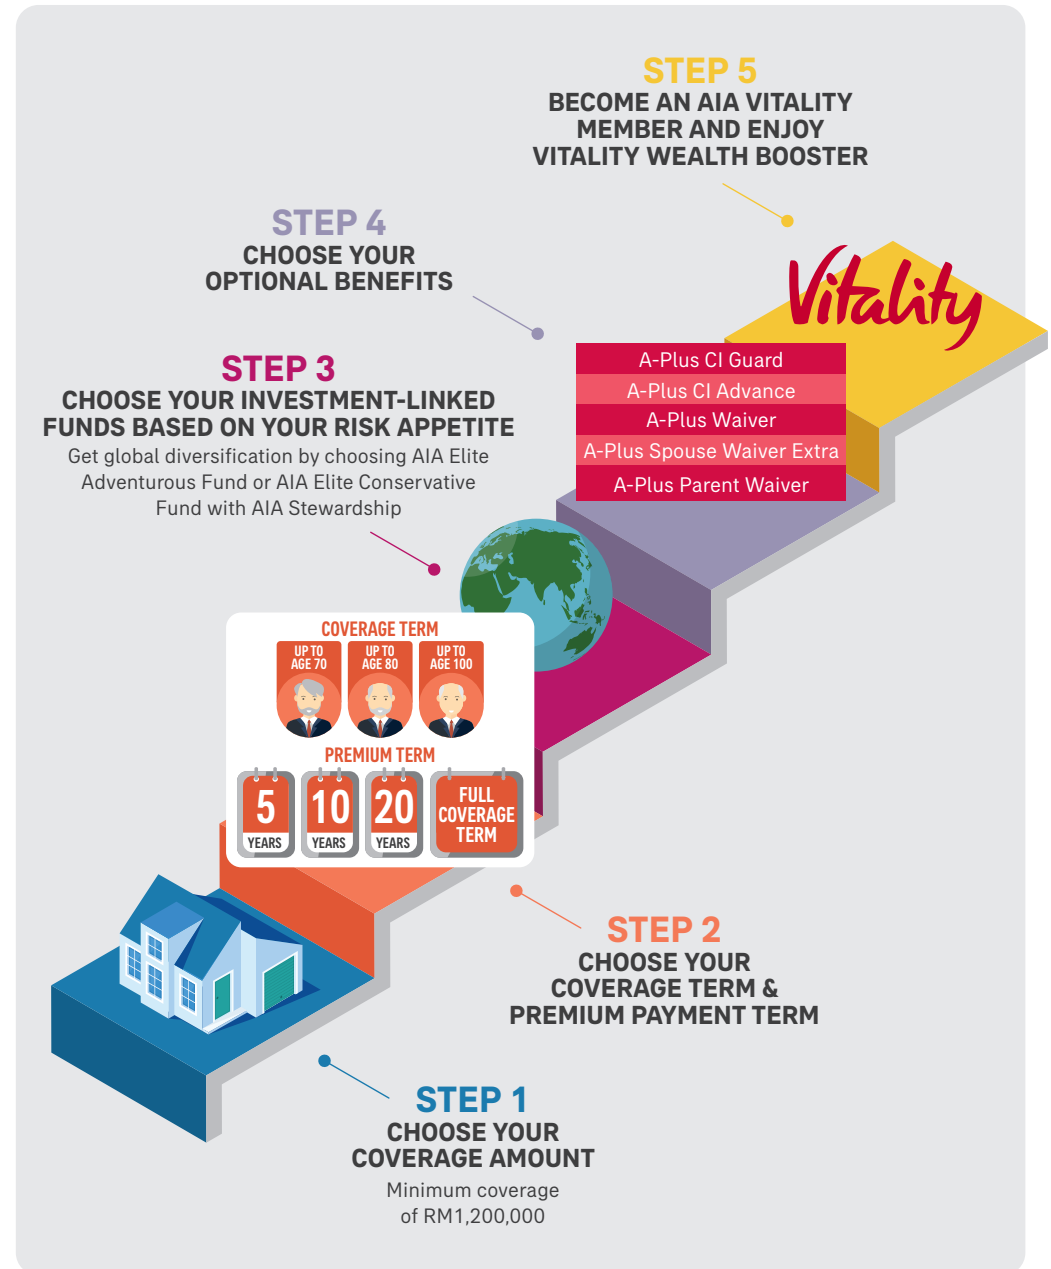 STEP 5
BECOME AN AIA VITALITY
MEMBER AND ENJOY
VITALITY WEALTH BOOSTER
STEP 4
CHOOSE YOUR
OPTIONAL BENEFITS
Vitality
A-Plus CI Guard
A-Plus CI Advance
A-Plus Waiver
A-Plus Spouse Waiver Extra
A-Plus Parent Waiver
STEP 3
CHOOSE YOUR INVESTMENT-LINKED
FUNDS BASED ON YOUR RISK APPETITE
Get global diversification by choosing AIA Elite
Adventurous Fund or AIA Elite Conservative
Fund with AIA Stewardship
COVERAGE TERM
UP TO
AGE 70
UP TO
AGE 80
UP TO
AGE 100
PREMIUM TERM
5
YEARS
10
YEARS
20
YEARS
FULL
COVERAGE
TERM
STEP 2
CHOOSE YOUR
COVERAGE TERM &
PREMIUM PAYMENT TERM
STEP 1
CHOOSE YOUR
COVERAGE AMOUNT
Minimum coverage
of RM1,200,000